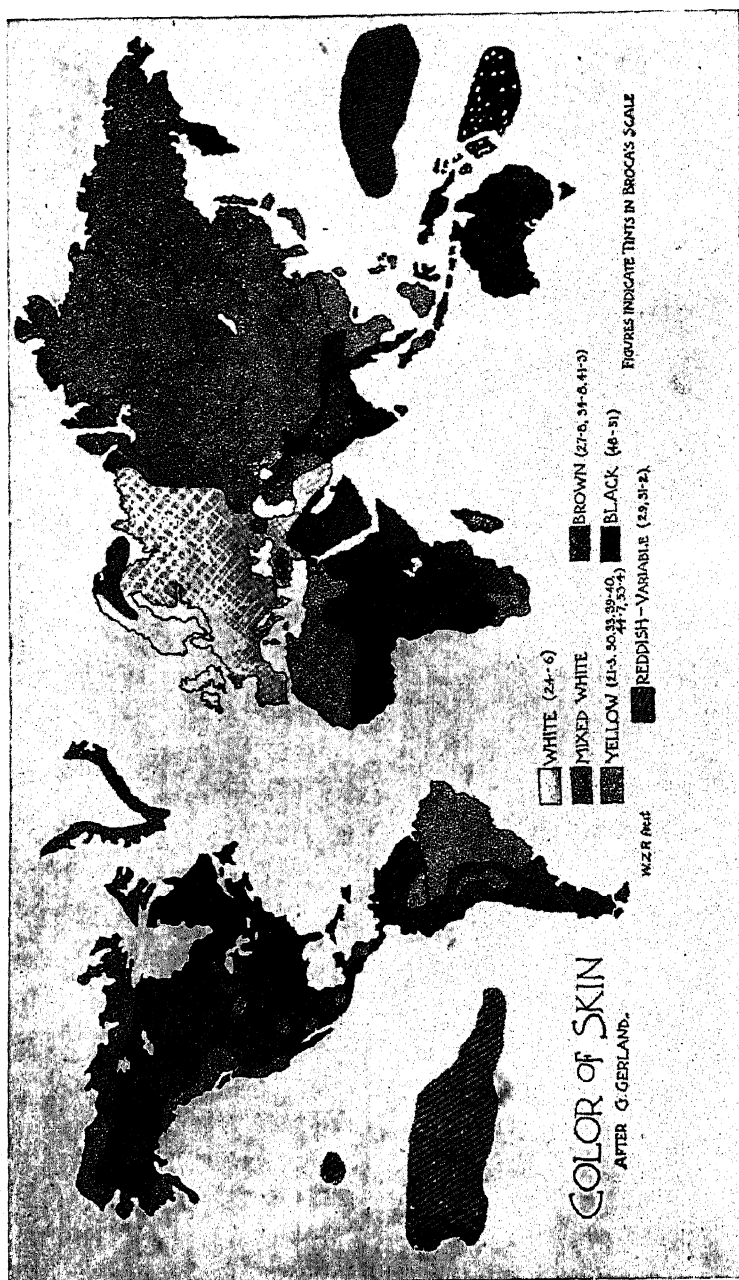 COLOR OF SKIN
AFTER G. GERLAND.
W.Z.R. fecit
WHITE (24-6)
MIXED WHITE
YELLOW (21-3, 30, 33, 39-40,
44-7, 53-4)
REDDISH-VARIABLE (29, 31-2)
BROWN (27-8, 34-8, 41-3)
BLACK (48-51)
FIGURES INDICATE TINTS IN BROCA'S SCALE